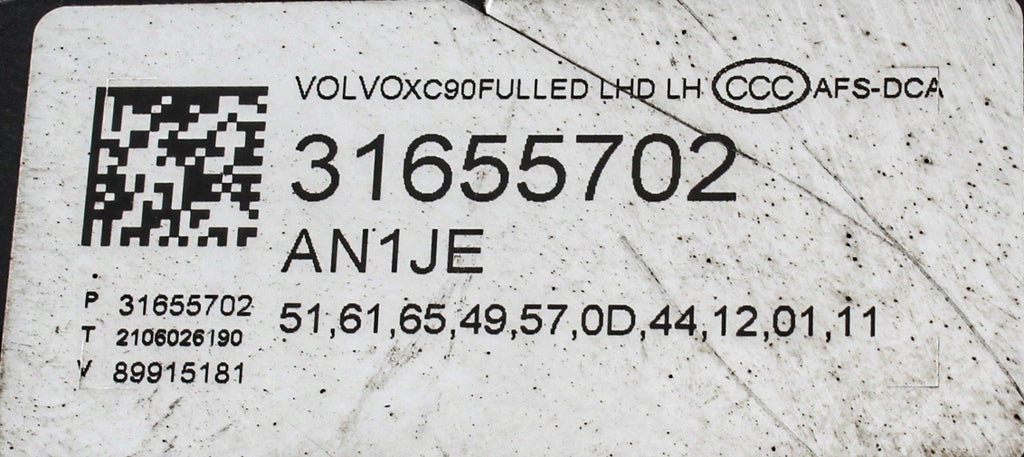 VOLVOXC90FULLED LHD LH CCC AFS-DCA
31655702
AN1JE
51,61,65,49,57,0D,44,12,01,11
P 31655702
T 2106026190
V 89915181